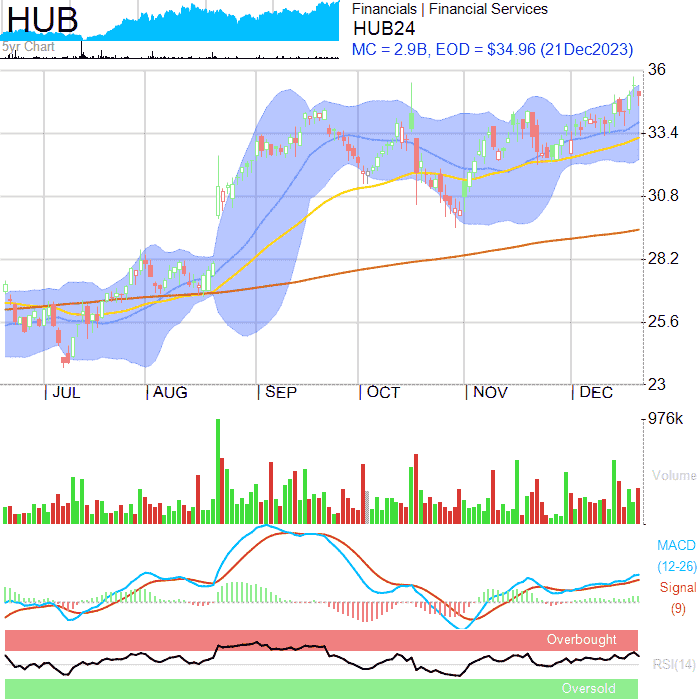 HUB
5yr Chart
Financials | Financial Services
HUB24
MC = 2.9B, EOD = $34.96 (21Dec2023)
36
33.4
30.8
28.2
25.6
23
JUL AUG SEP OCT NOV DEC
976k
Volume
MACD
(12-26)
Signal
(9)
Overbought
RSI(14)
Oversold